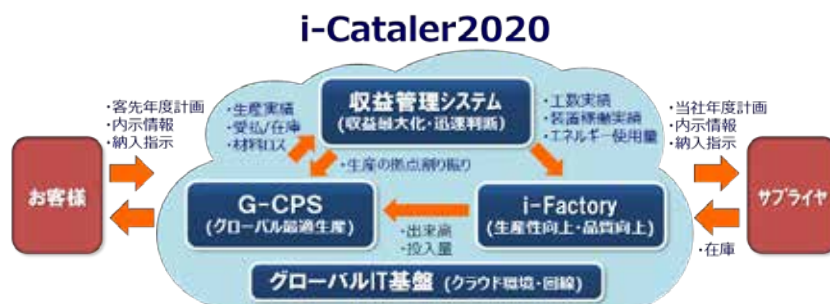 i-Cataler2020
・客先年度計画
・内示情報
・納入指示
お客様
・生産実績
・受払/在庫
・材料ロス
収益管理システム
(収益最大化・迅速判断)
・工数実績
・装置稼働実績
・エネルギー使用量
・当社年度計画
・内示情報
・納入指示
サプライヤ
・在庫
・生産の拠点割り振り
G-CPS
(グローバル最適生産)
・出来高
・投入量
i-Factory
(生産性向上・品質向上)
グローバルIT基盤 (クラウド環境・回線)